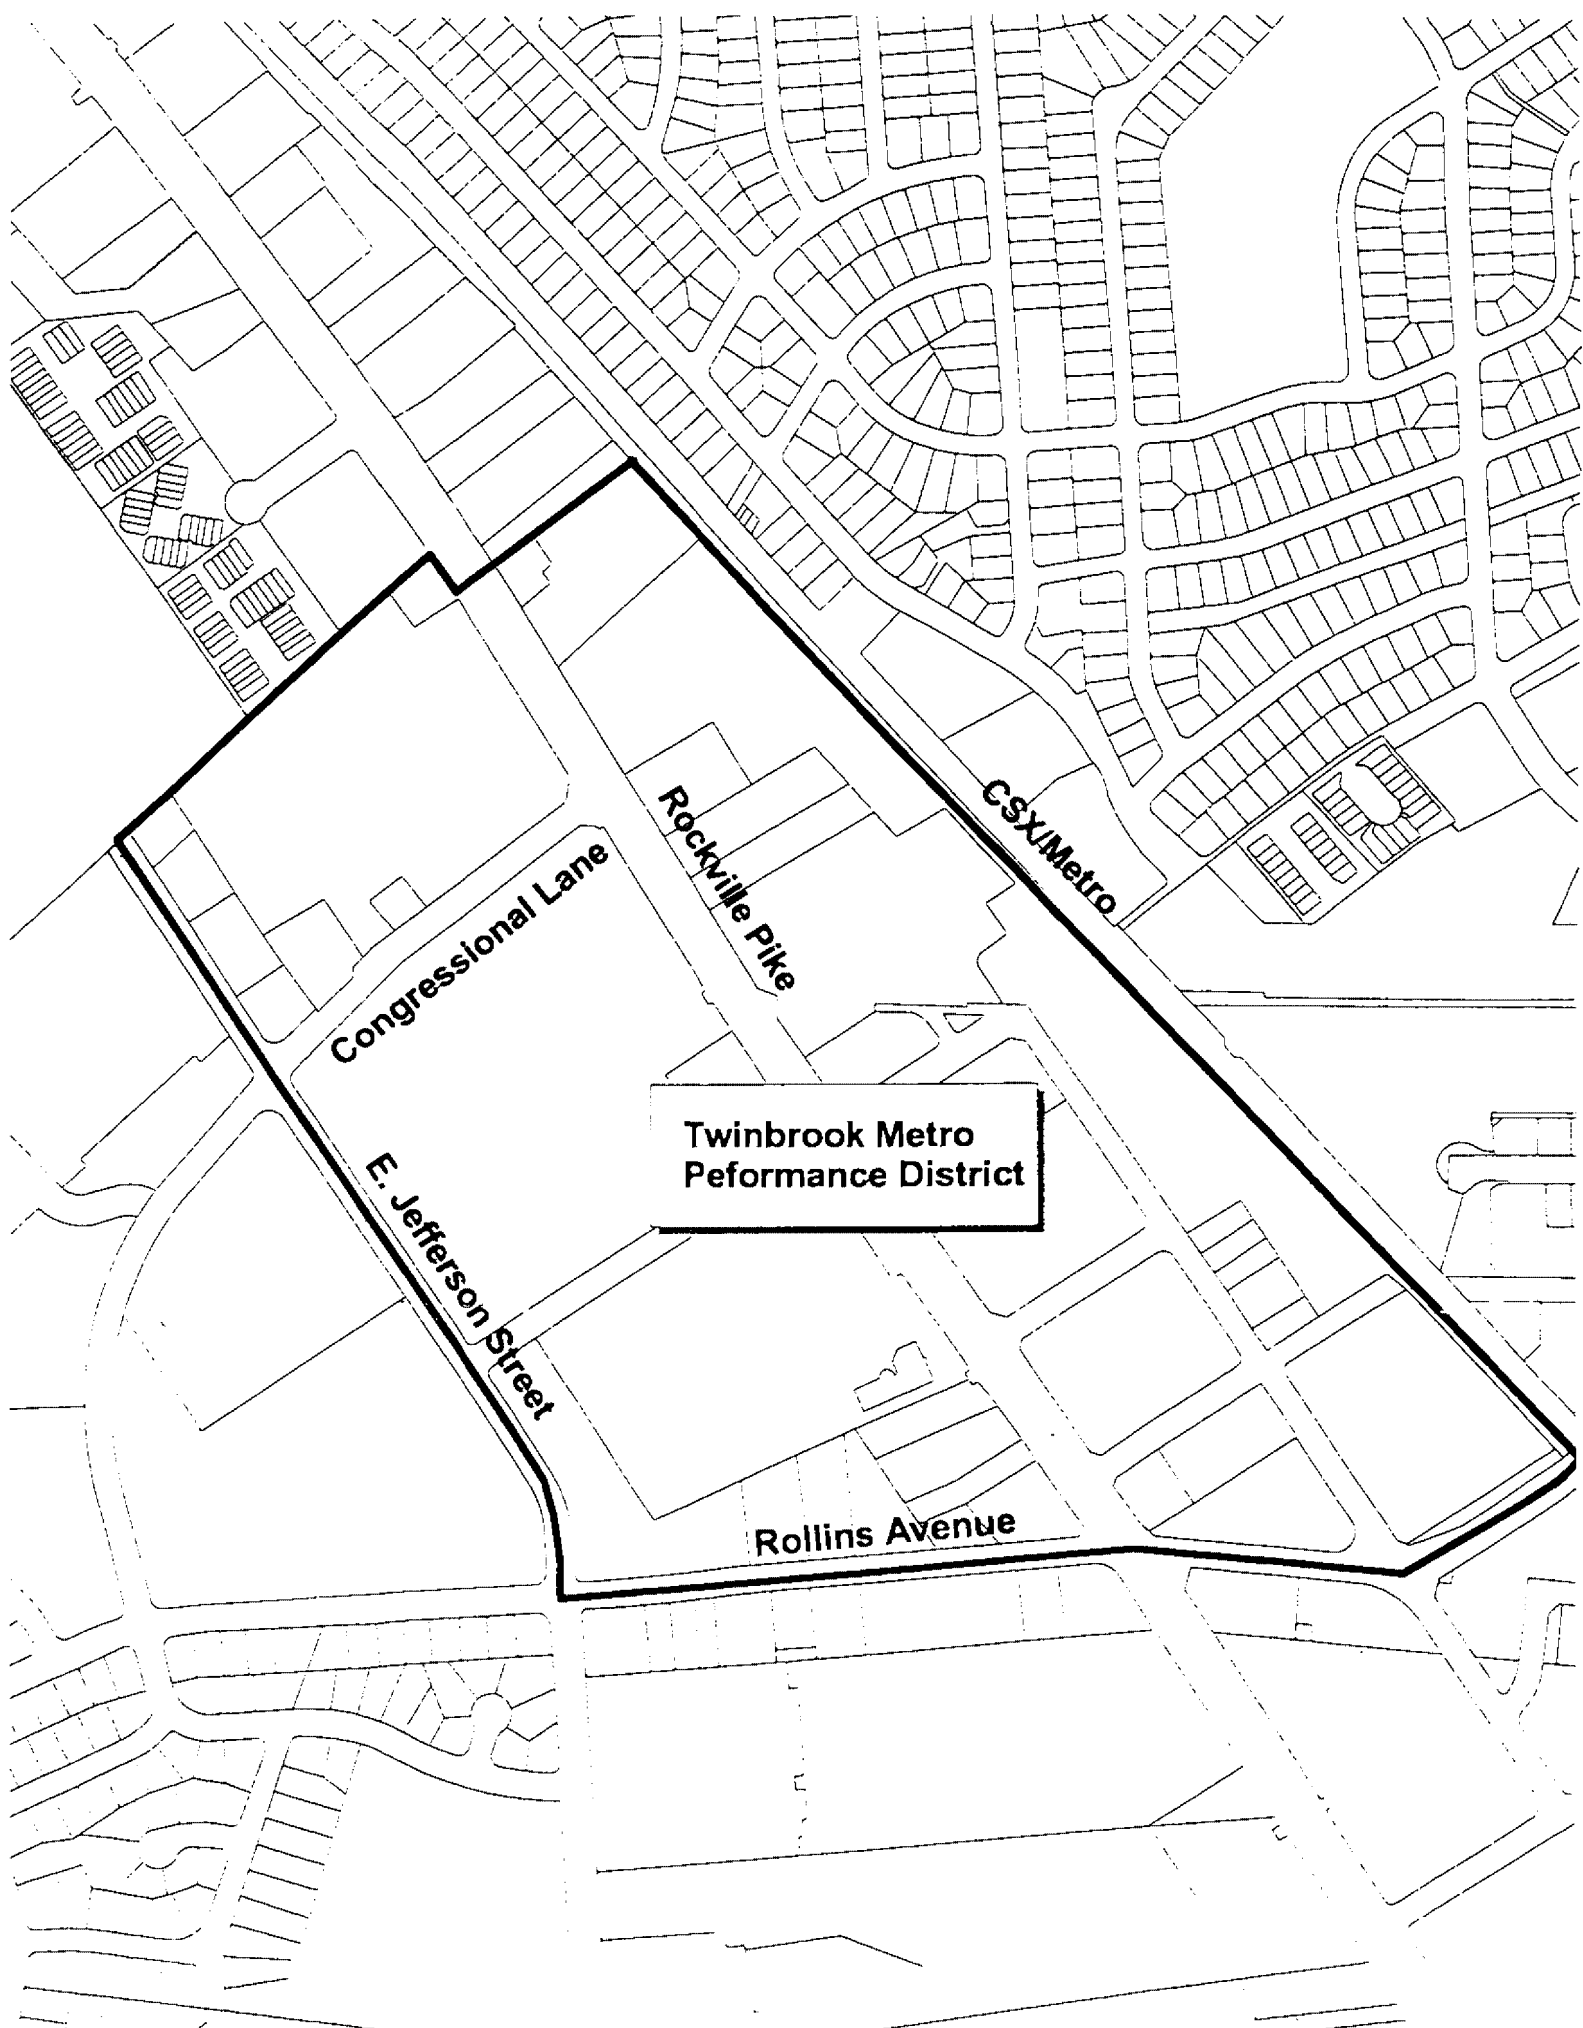 CSX/Metro
Rockville Pike
Congressional Lane
Twinbrook Metro
Peformance District
E. Jefferson Street
Rollins Avenue